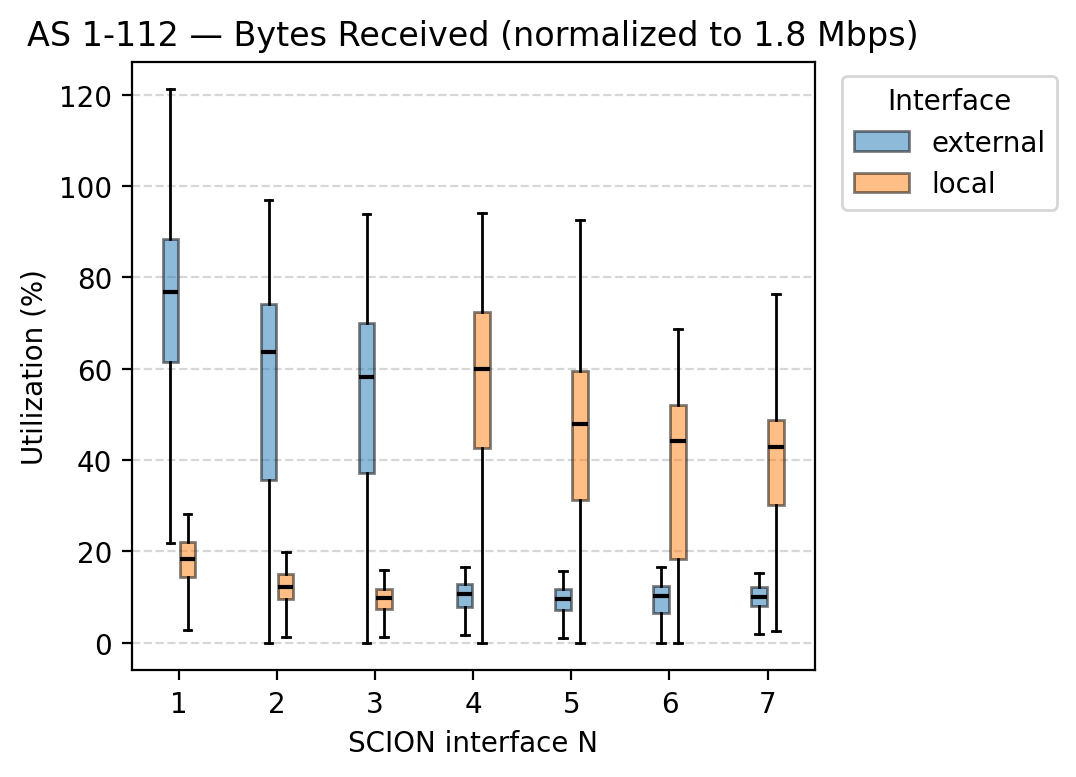 AS 1-112 — Bytes Received (normalized to 1.8 Mbps)
Interface
external
local
Utilization (%)
120
100
80
60
40
20
0
1 2 3 4 5 6 7
SCION interface N